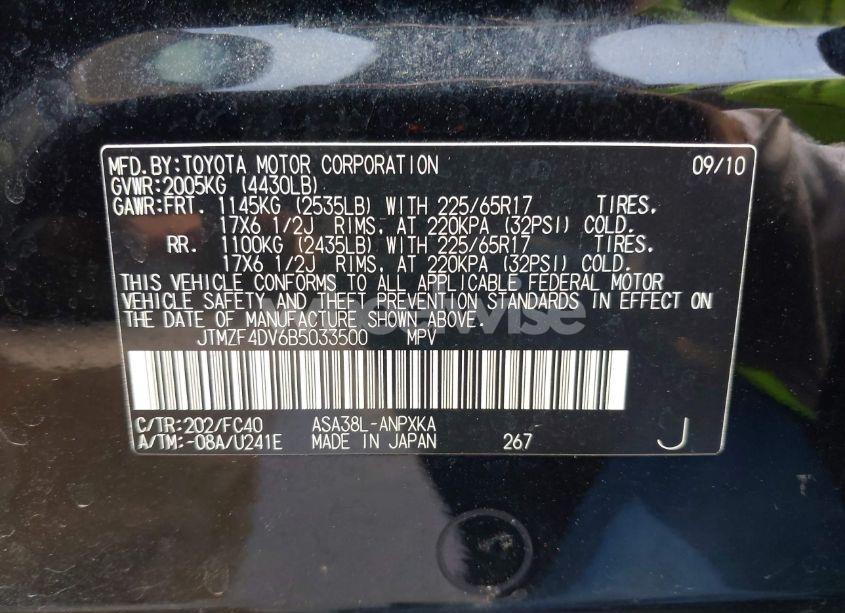 MFD.BY:TOYOTA MOTOR CORPORATION 09/10
GVWR:2005KG (4430LB)
GAWR:FRT. 1145KG (2535LB) WITH 225/65R17 TIRES,
17X6 1/2J RIMS, AT 220KPA (32PSI) COLD.
RR. 1100KG (2435LB) WITH 225/65R17 TIRES,
17X6 1/2J RIMS, AT 220KPA (32PSI) COLD.
THIS VEHICLE CONFORMS TO ALL APPLICABLE FEDERAL MOTOR
VEHICLE SAFETY AND THEFT PREVENTION STANDARDS IN EFFECT ON
THE DATE OF MANUFACTURE SHOWN ABOVE.
JTMZF4DV6B5033500 MPV
C/TR:202/FC40 ASA38L-ANPXKA
A/TM:-08A/U241E MADE IN JAPAN 267 J